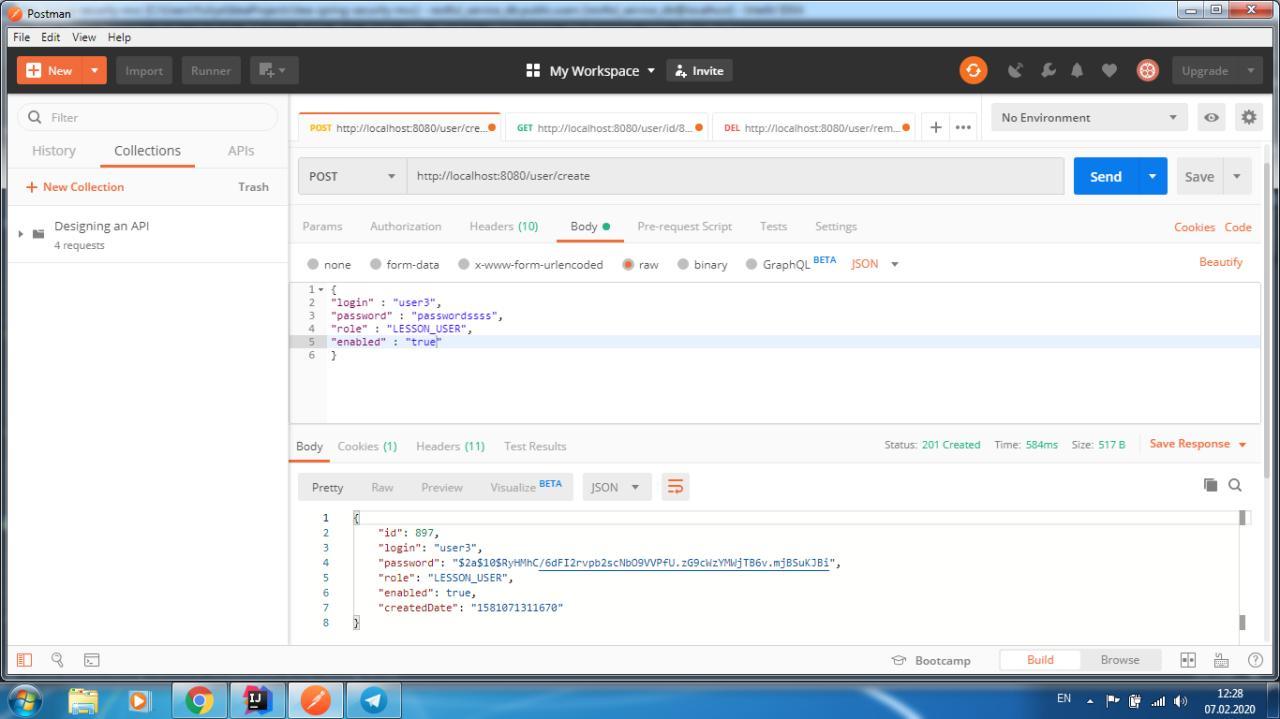 Postman
File Edit View Help
New Import Runner My Workspace Invite Upgrade
Filter
History Collections APIs
New Collection Trash
Designing an API
4 requests
POST http://localhost:8080/user/cre... GET http://localhost:8080/user/id/8... DEL http://localhost:8080/user/rem... No Environment
POST http://localhost:8080/user/create Send Save
Params Authorization Headers (10) Body Pre-request Script Tests Settings Cookies Code
none form-data x-www-form-urlencoded raw binary GraphQL BETA JSON Beautify
1 {
2 "login" : "user3",
3 "password" : "passwordssss",
4 "role" : "LESSON_USER",
5 "enabled" : "true"
6 }
Body Cookies (1) Headers (11) Test Results Status: 201 Created Time: 584ms Size: 517 B Save Response
Pretty Raw Preview Visualize BETA JSON
1 {
2 "id": 897,
3 "login": "user3",
4 "password": "$2a$10$RyHMhC/6dFI2rvpb2scNbO9VVPfU.zG9cWzYMWjTB6v.mjBSuKJBi",
5 "role": "LESSON_USER",
6 "enabled": true,
7 "createdDate": "1581071311670"
8 }
Bootcamp Build Browse
EN 12:28
07.02.2020